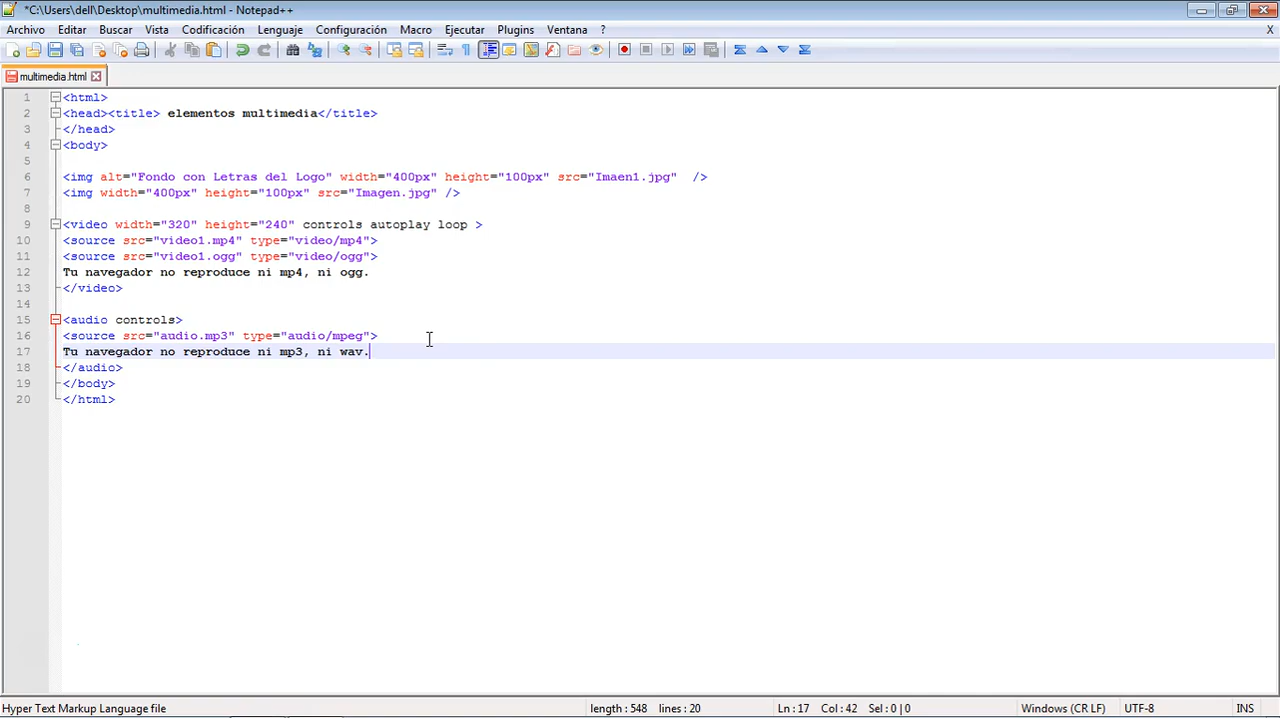 *C:\Users\dell\Desktop\multimedia.html - Notepad++
Archivo Editar Buscar Vista Codificación Lenguaje Configuración Macro Ejecutar Plugins Ventana ? X
multimedia.html
1 <html>
2 <head><title> elementos multimedia</title>
3 </head>
4 <body>
5
6 <img alt="Fondo con Letras del Logo" width="400px" height="100px" src="Imaen1.jpg"  />
7 <img width="400px" height="100px" src="Imagen.jpg" />
8
9 <video width="320" height="240" controls autoplay loop >
10 <source src="video1.mp4" type="video/mp4">
11 <source src="video1.ogg" type="video/ogg">
12 Tu navegador no reproduce ni mp4, ni ogg.
13 </video>
14
15 <audio controls>
16 <source src="audio.mp3" type="audio/mpeg">
17 Tu navegador no reproduce ni mp3, ni wav.
18 </audio>
19 </body>
20 </html>
Hyper Text Markup Language file length : 548 lines : 20 Ln : 17 Col : 42 Sel : 0 | 0 Windows (CR LF) UTF-8 INS